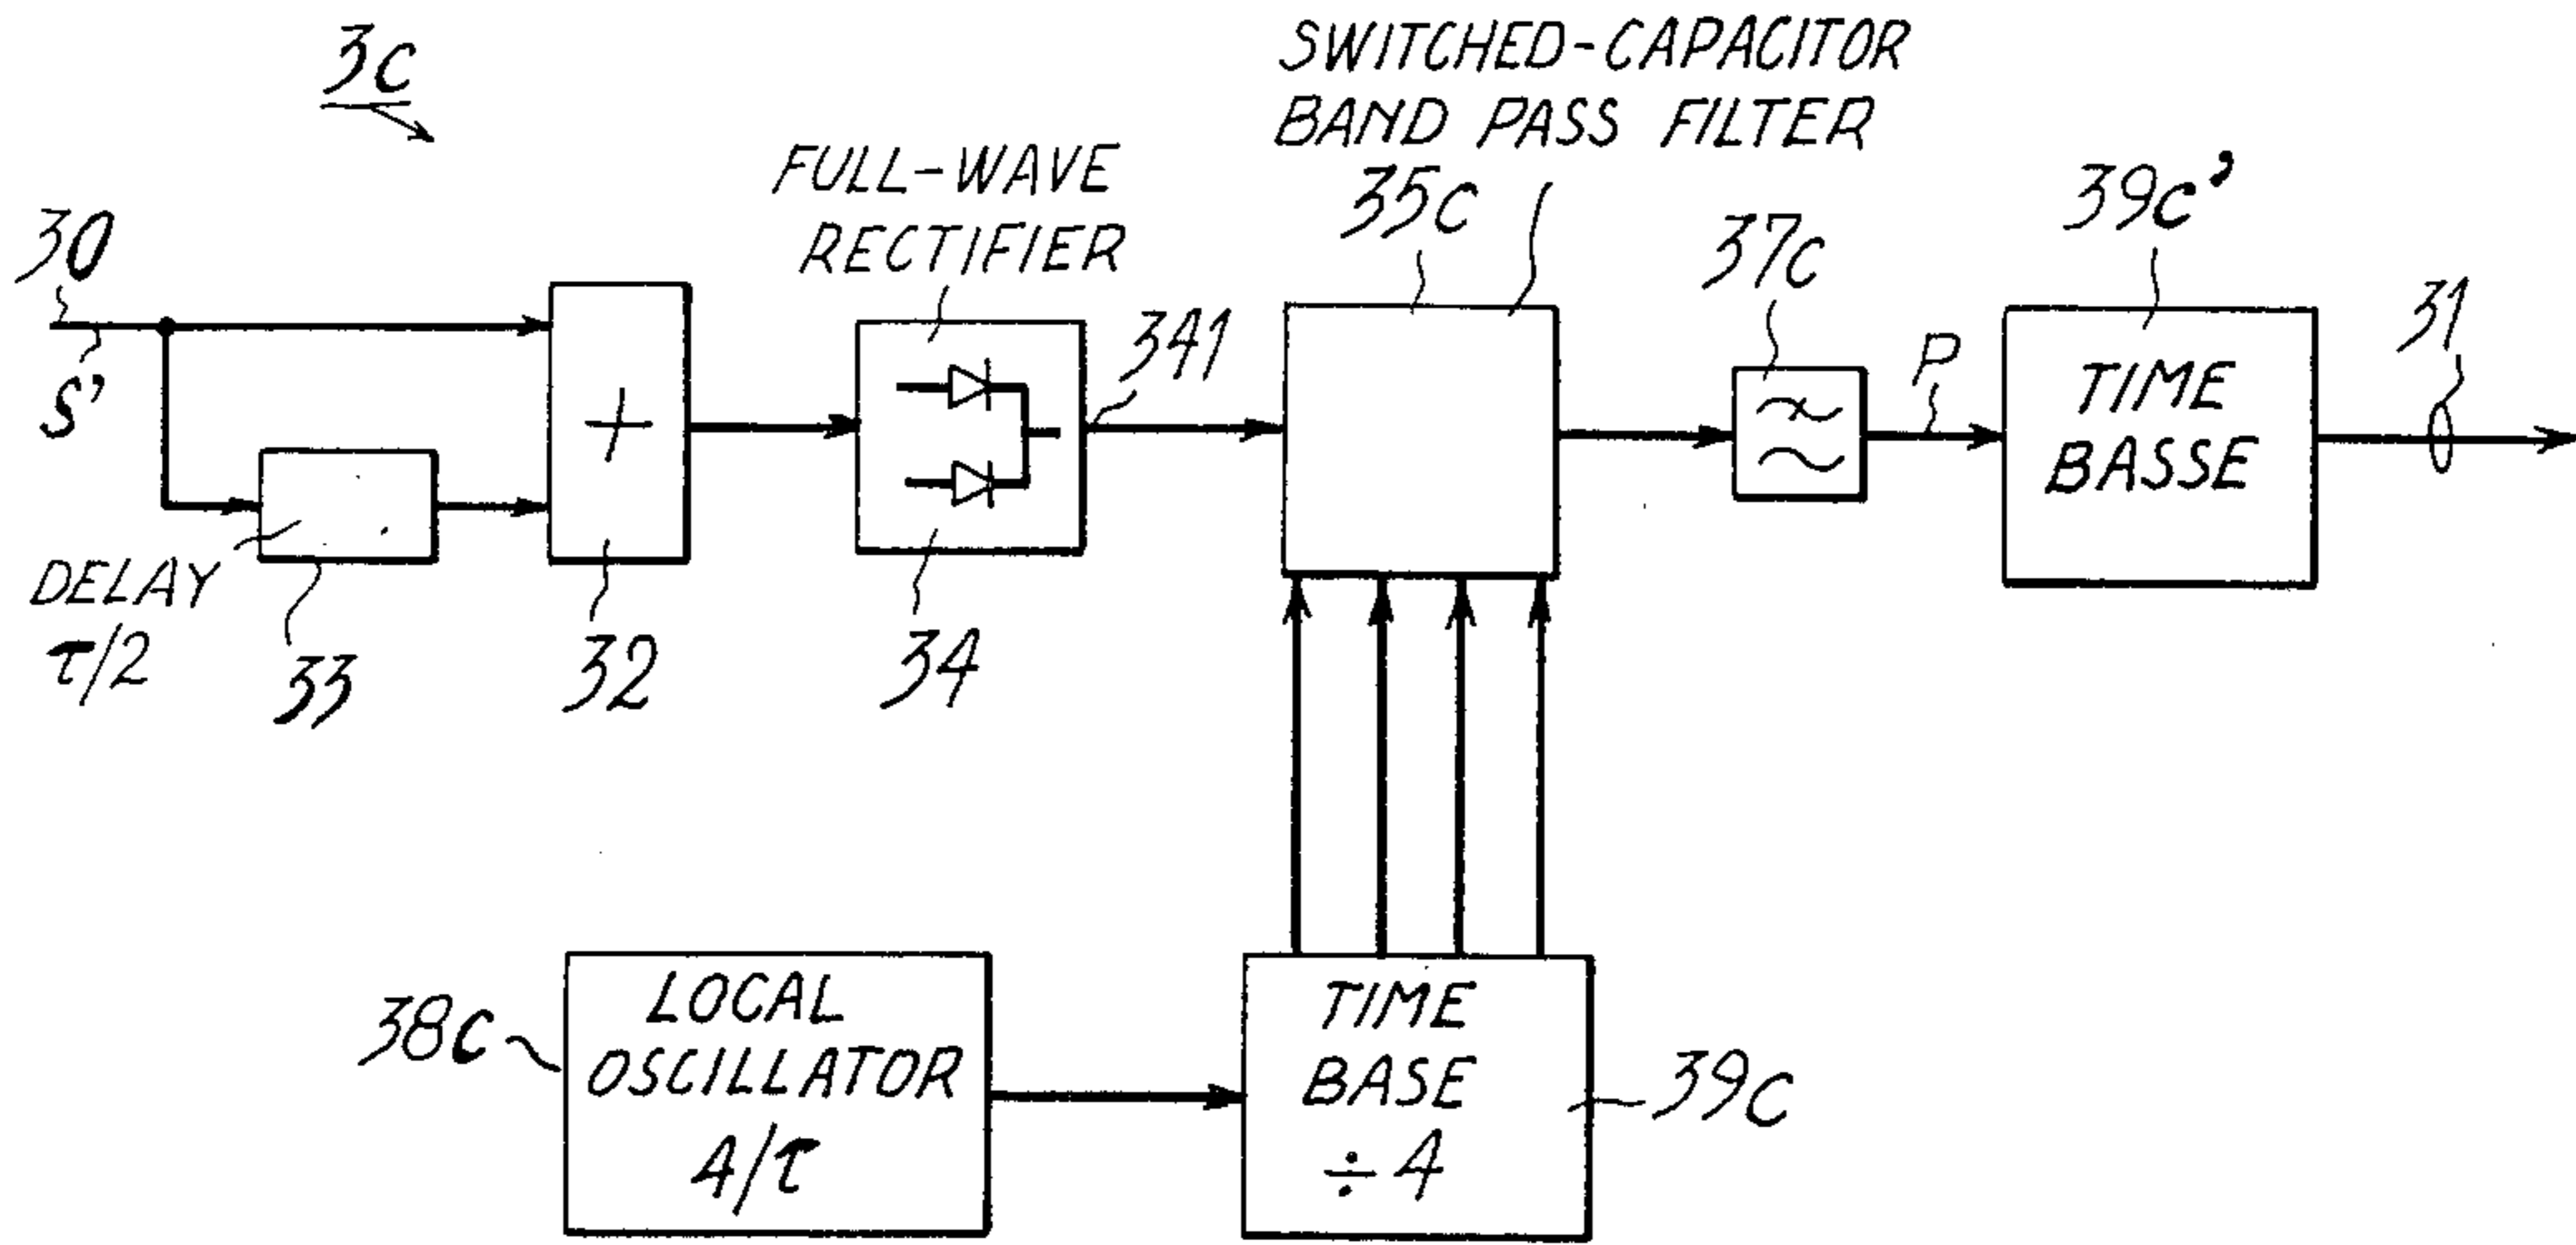 3c
SWITCHED-CAPACITOR
BAND PASS FILTER
35c
FULL-WAVE
RECTIFIER
30
S'
341
37c
P
39c'
31
+
TIME
BASSE
DELAY
τ/2
33
32
34
38c
LOCAL
OSCILLATOR
4/τ
TIME
BASE
÷4
39c